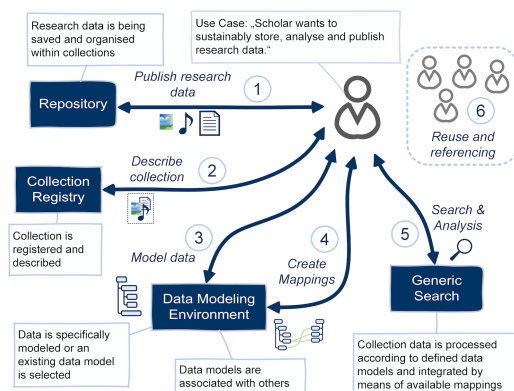 Research data is being
saved and organised
within collections
Use Case: „Scholar wants to
sustainably store, analyse and publish
research data.“
Publish research
data
1
Repository
6
Reuse and
referencing
Describe
collection
2
Collection
Registry
Collection is
registered and
described
3
Model data
4
Create
Mappings
5
Search &
Analysis
Data Modeling
Environment
Generic
Search
Data is specifically
modeled or an
existing data model
is selected
Data models are
associated with others
Collection data is processed
according to defined data
models and integrated by
means of available mappings